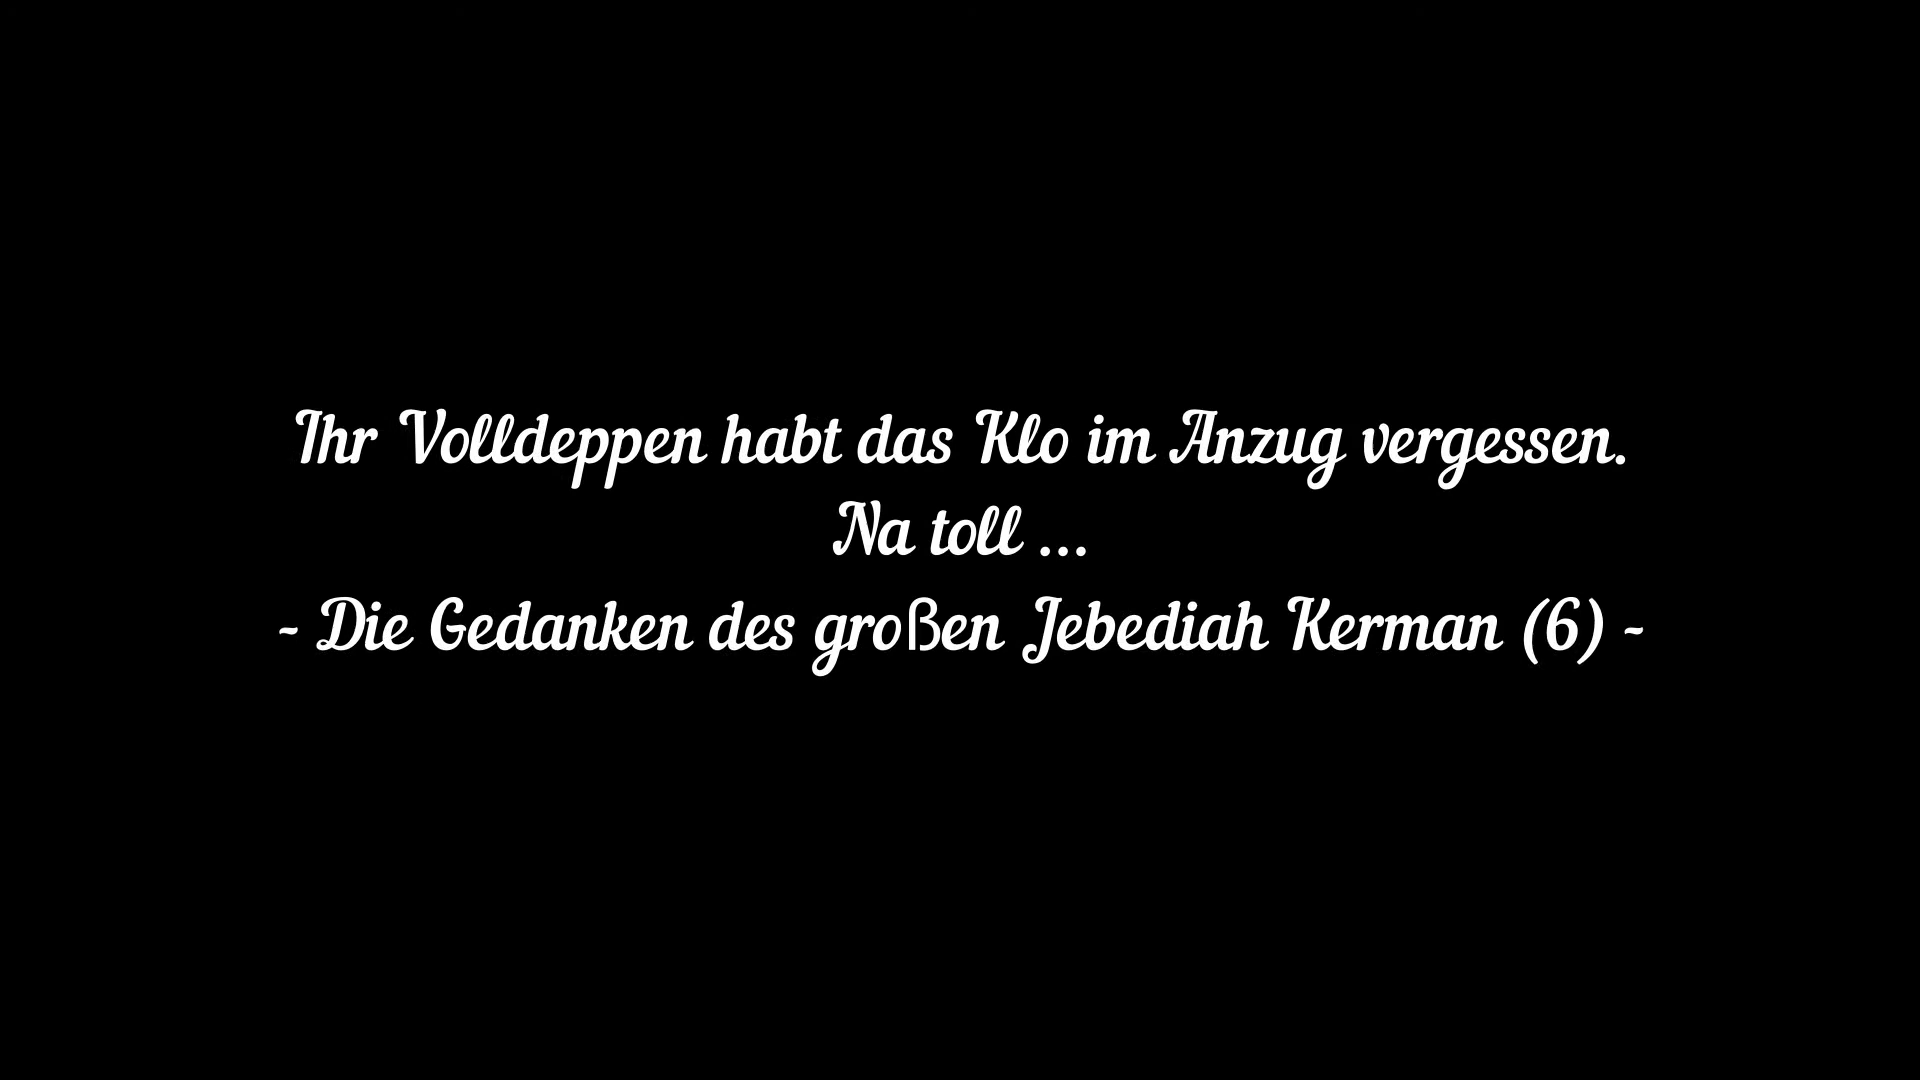 Ihr Volldeppen habt das Klo im Anzug vergessen.
Na toll ...
- Die Gedanken des großen Jebediah Kerman (6) -